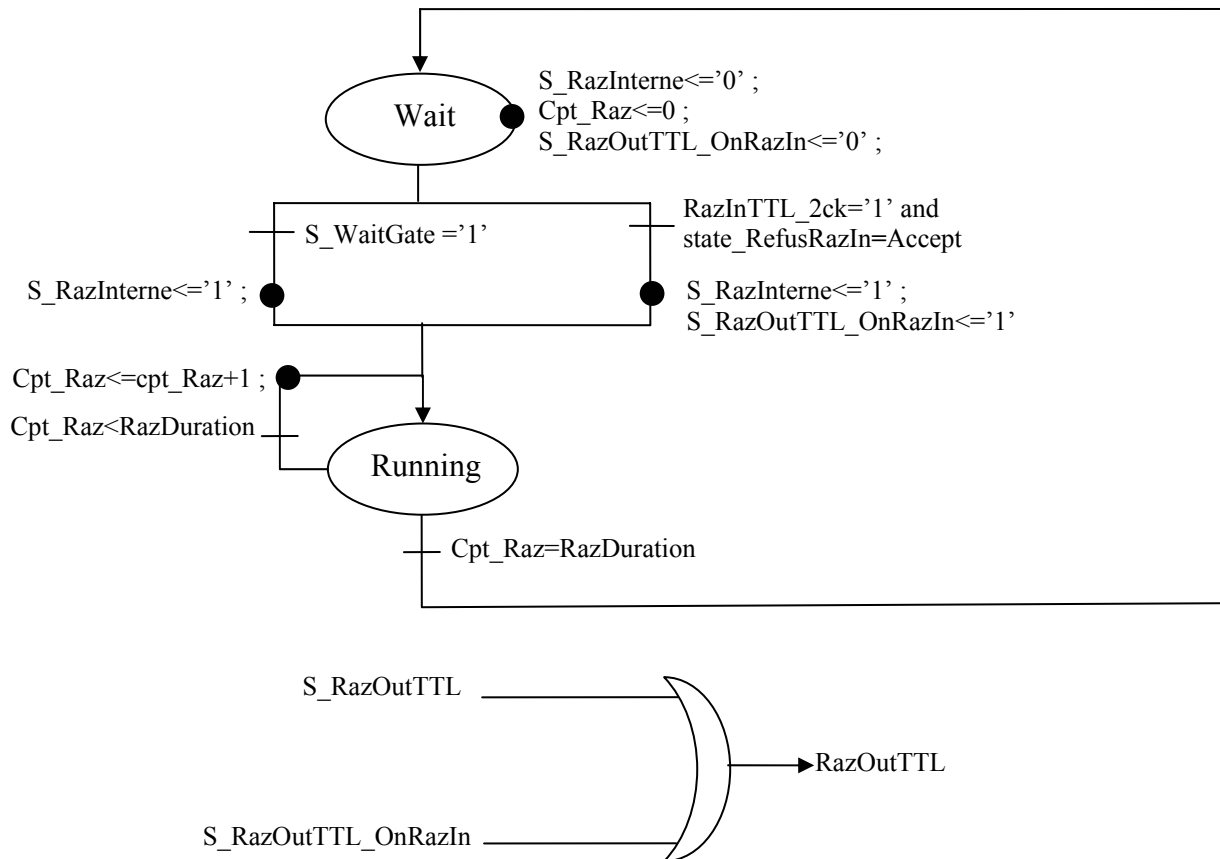 S_RazInterne<=’0’ ;
Wait
Cpt_Raz<=0 ;
S_RazOutTTL_OnRazIn<=’0’ ;
S_WaitGate =’1’
RazInTTL_2ck=’1’ and
state_RefusRazIn=Accept
S_RazInterne<=’1’ ;
S_RazInterne<=’1’ ;
S_RazOutTTL_OnRazIn<=’1’
Cpt_Raz<=cpt_Raz+1 ;
Cpt_Raz<RazDuration
Running
Cpt_Raz=RazDuration
S_RazOutTTL
RazOutTTL
S_RazOutTTL_OnRazIn